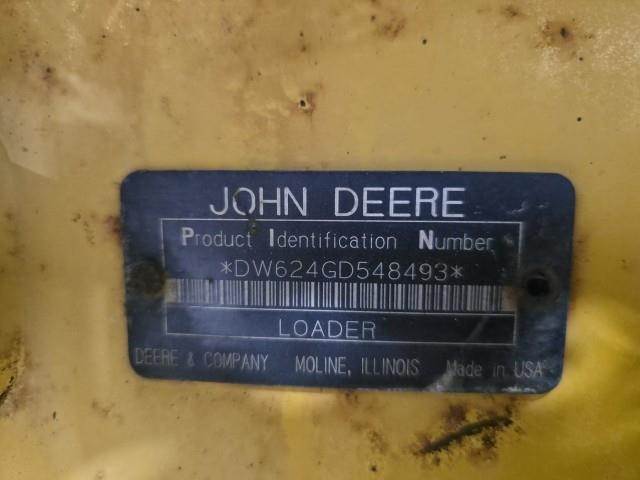 JOHN DEERE
Product Identification Number
*DW624GD548493*
LOADER
DEERE & COMPANY MOLINE, ILLINOIS Made in USA